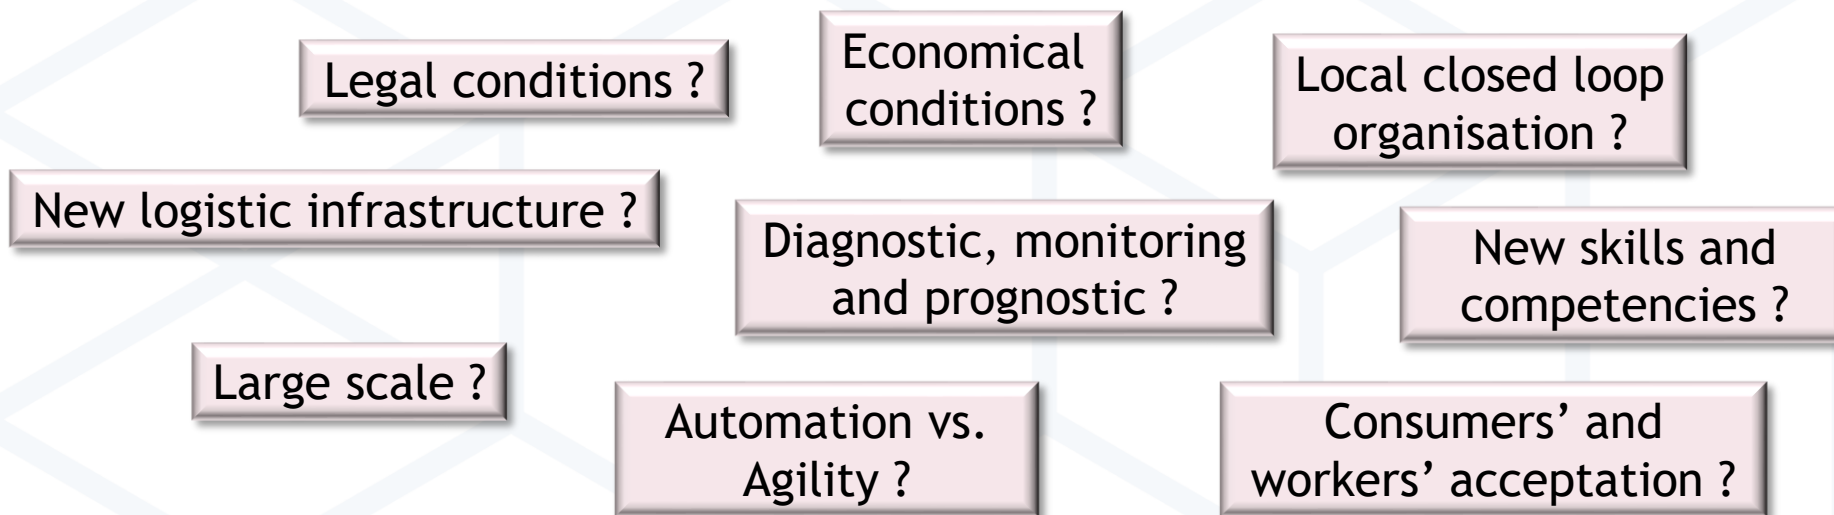 Legal conditions ?
Economical
conditions ?
Local closed loop
organisation ?
New logistic infrastructure ?
Diagnostic, monitoring
and prognostic ?
New skills and
competencies ?
Large scale ?
Automation vs.
Agility ?
Consumers’ and
workers’ acceptation ?